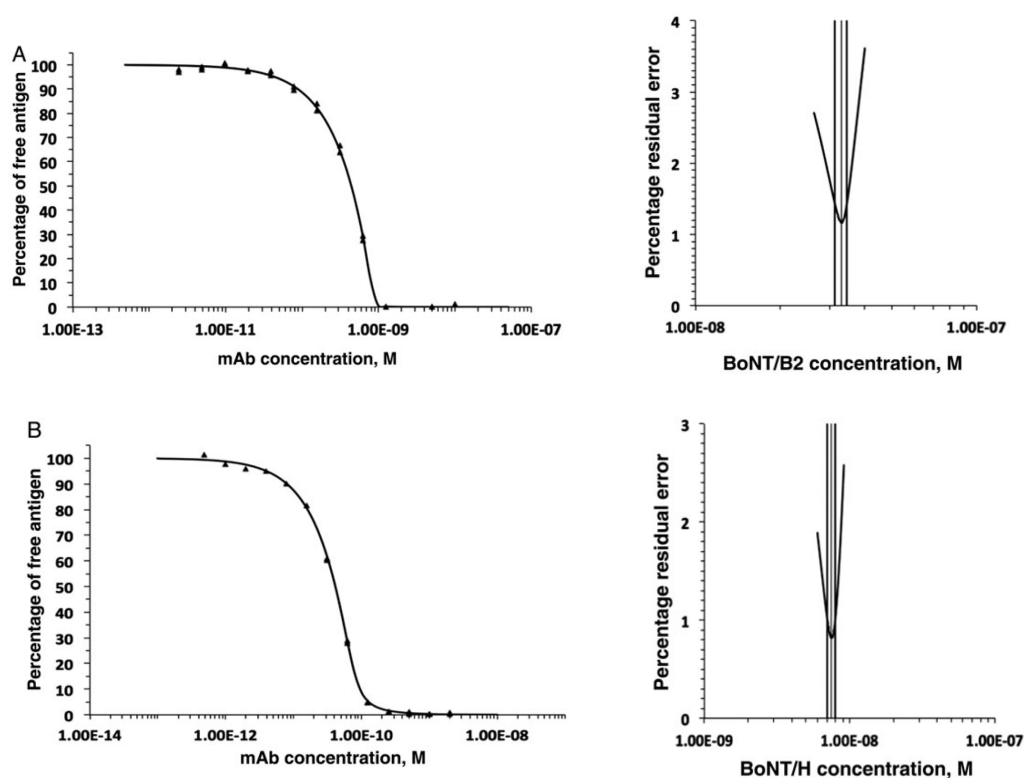 A
Percentage of free antigen
100
90
80
70
60
50
40
30
20
10
0
1.00E-13 1.00E-11 1.00E-09 1.00E-07
mAb concentration, M
Percentage residual error
4
3
2
1
0
1.00E-08 1.00E-07
BoNT/B2 concentration, M
B
Percentage of free antigen
100
90
80
70
60
50
40
30
20
10
0
1.00E-14 1.00E-12 1.00E-10 1.00E-08
mAb concentration, M
Percentage residual error
3
2
1
0
1.00E-09 1.00E-08 1.00E-07
BoNT/H concentration, M